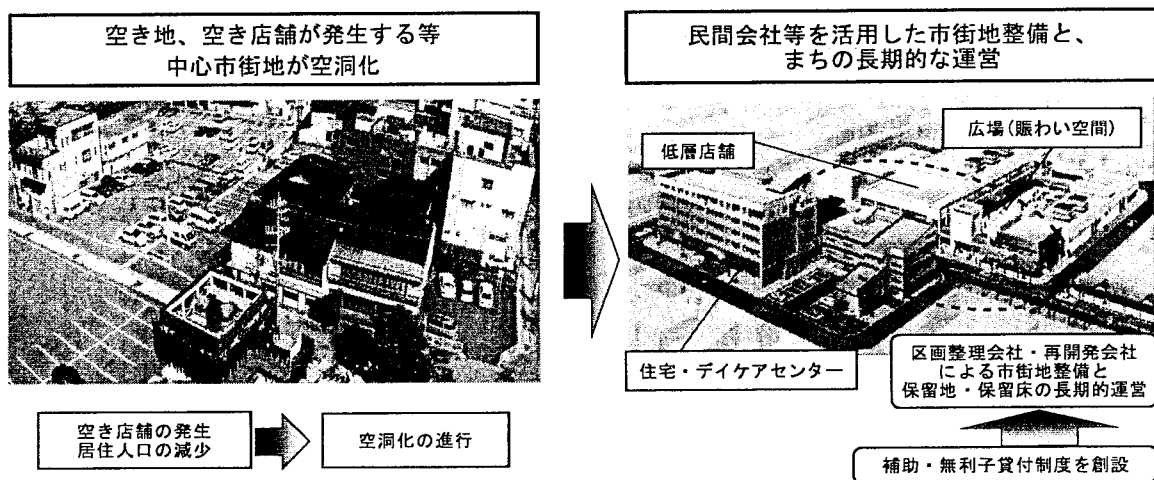 空き地、空き店舗が発生する等
中心市街地が空洞化
空き店舗の発生
居住人口の減少
空洞化の進行
民間会社等を活用した市街地整備と、
まちの長期的な運営
広場(賑わい空間)
低層店舗
住宅・デイケアセンター
区画整理会社・再開発会社
による市街地整備と
保留地・保留床の長期的運営
補助・無利子貸付制度を創設